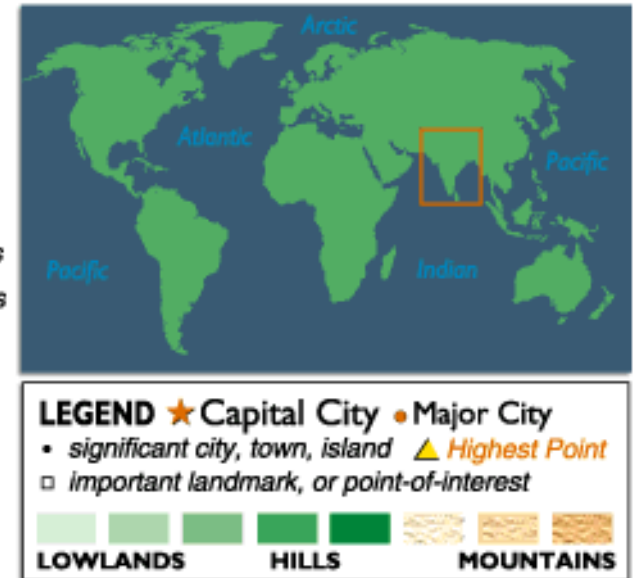 Arctic
Atlantic
Pacific
Pacific
Indian
LEGEND Capital City Major City
significant city, town, island Highest Point
important landmark, or point-of-interest
LOWLANDS HILLS MOUNTAINS